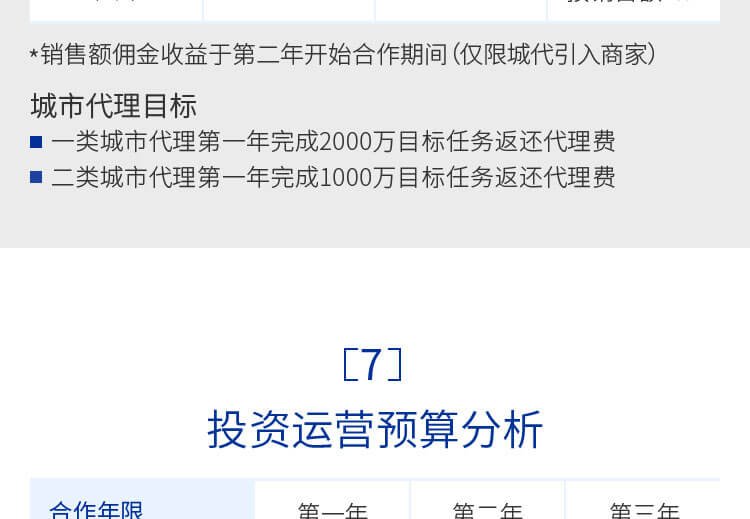 *销售额佣金收益于第二年开始合作期间(仅限城代引入商家)
城市代理目标
一类城市代理第一年完成2000万目标任务返还代理费
二类城市代理第一年完成1000万目标任务返还代理费
[7]
投资运营预算分析
合作年限 第一年 第二年 第三年